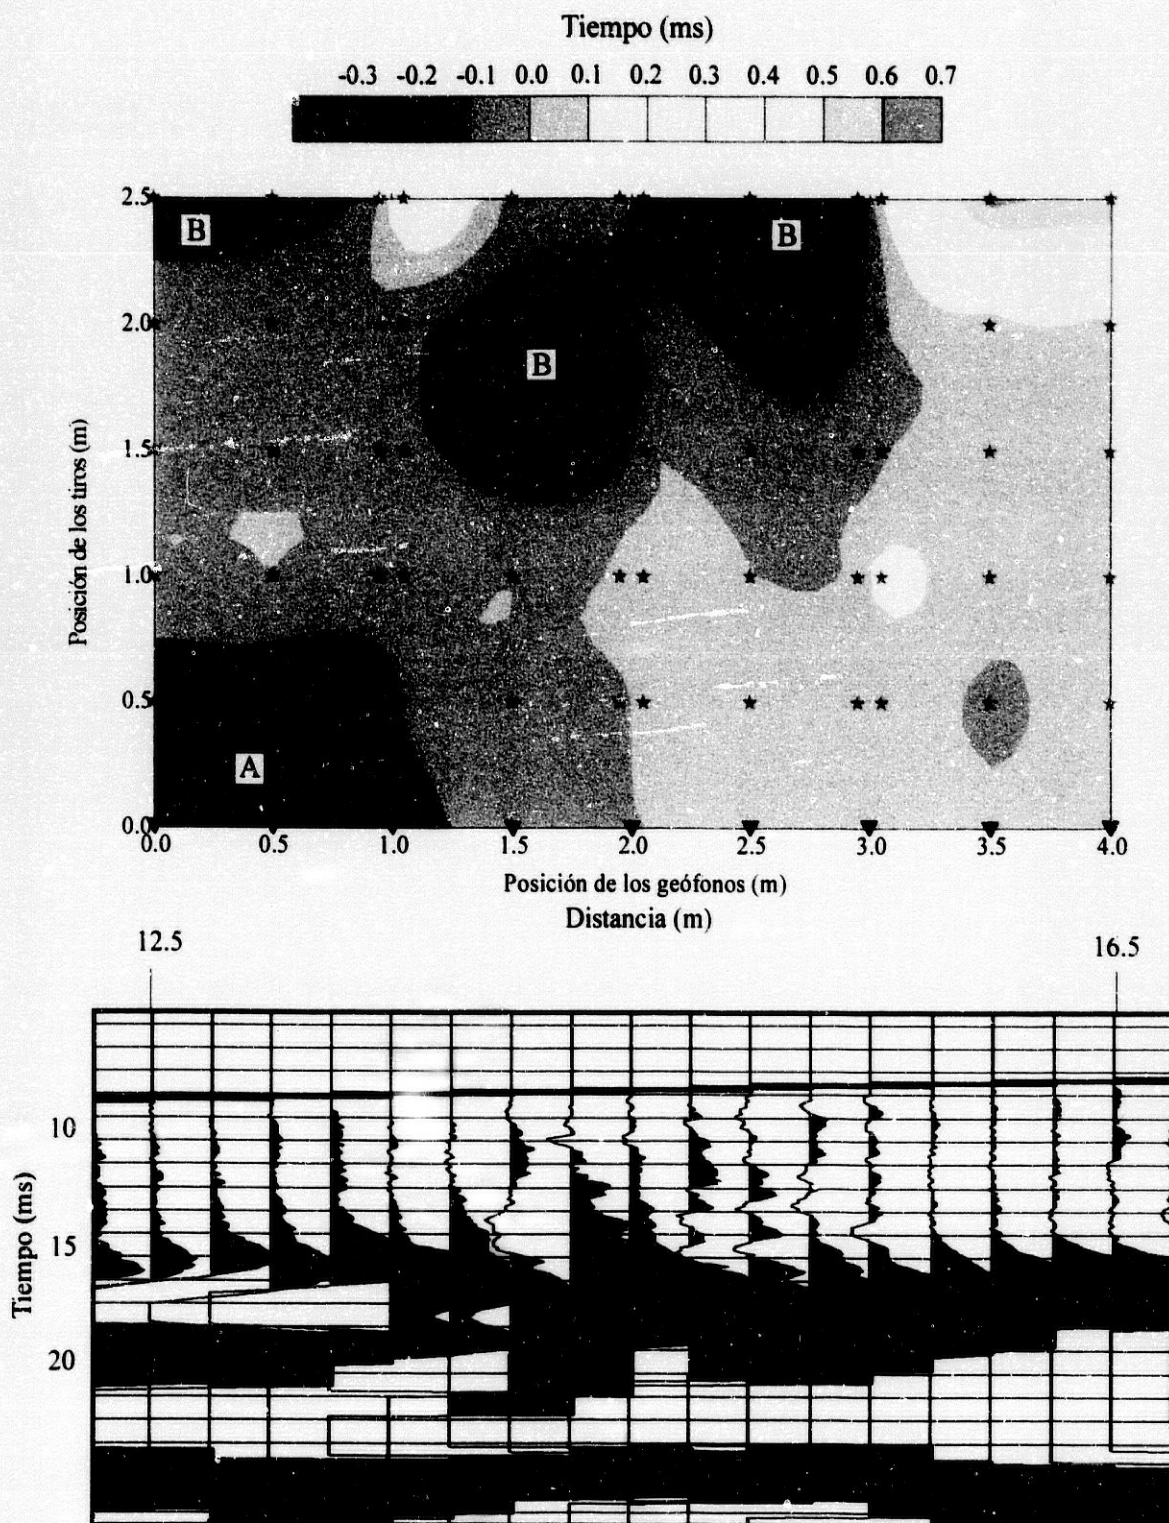 Tiempo (ms)
-0.3 -0.2 -0.1 0.0 0.1 0.2 0.3 0.4 0.5 0.6 0.7
2.5
B
B
2.0
B
1.5
Posición de los tiros (m)
1.0
0.5
A
0.0
0.0 0.5 1.0 1.5 2.0 2.5 3.0 3.5 4.0
Posición de los geófonos (m)
Distancia (m)
12.5 16.5
10
15
Tiempo (ms)
20